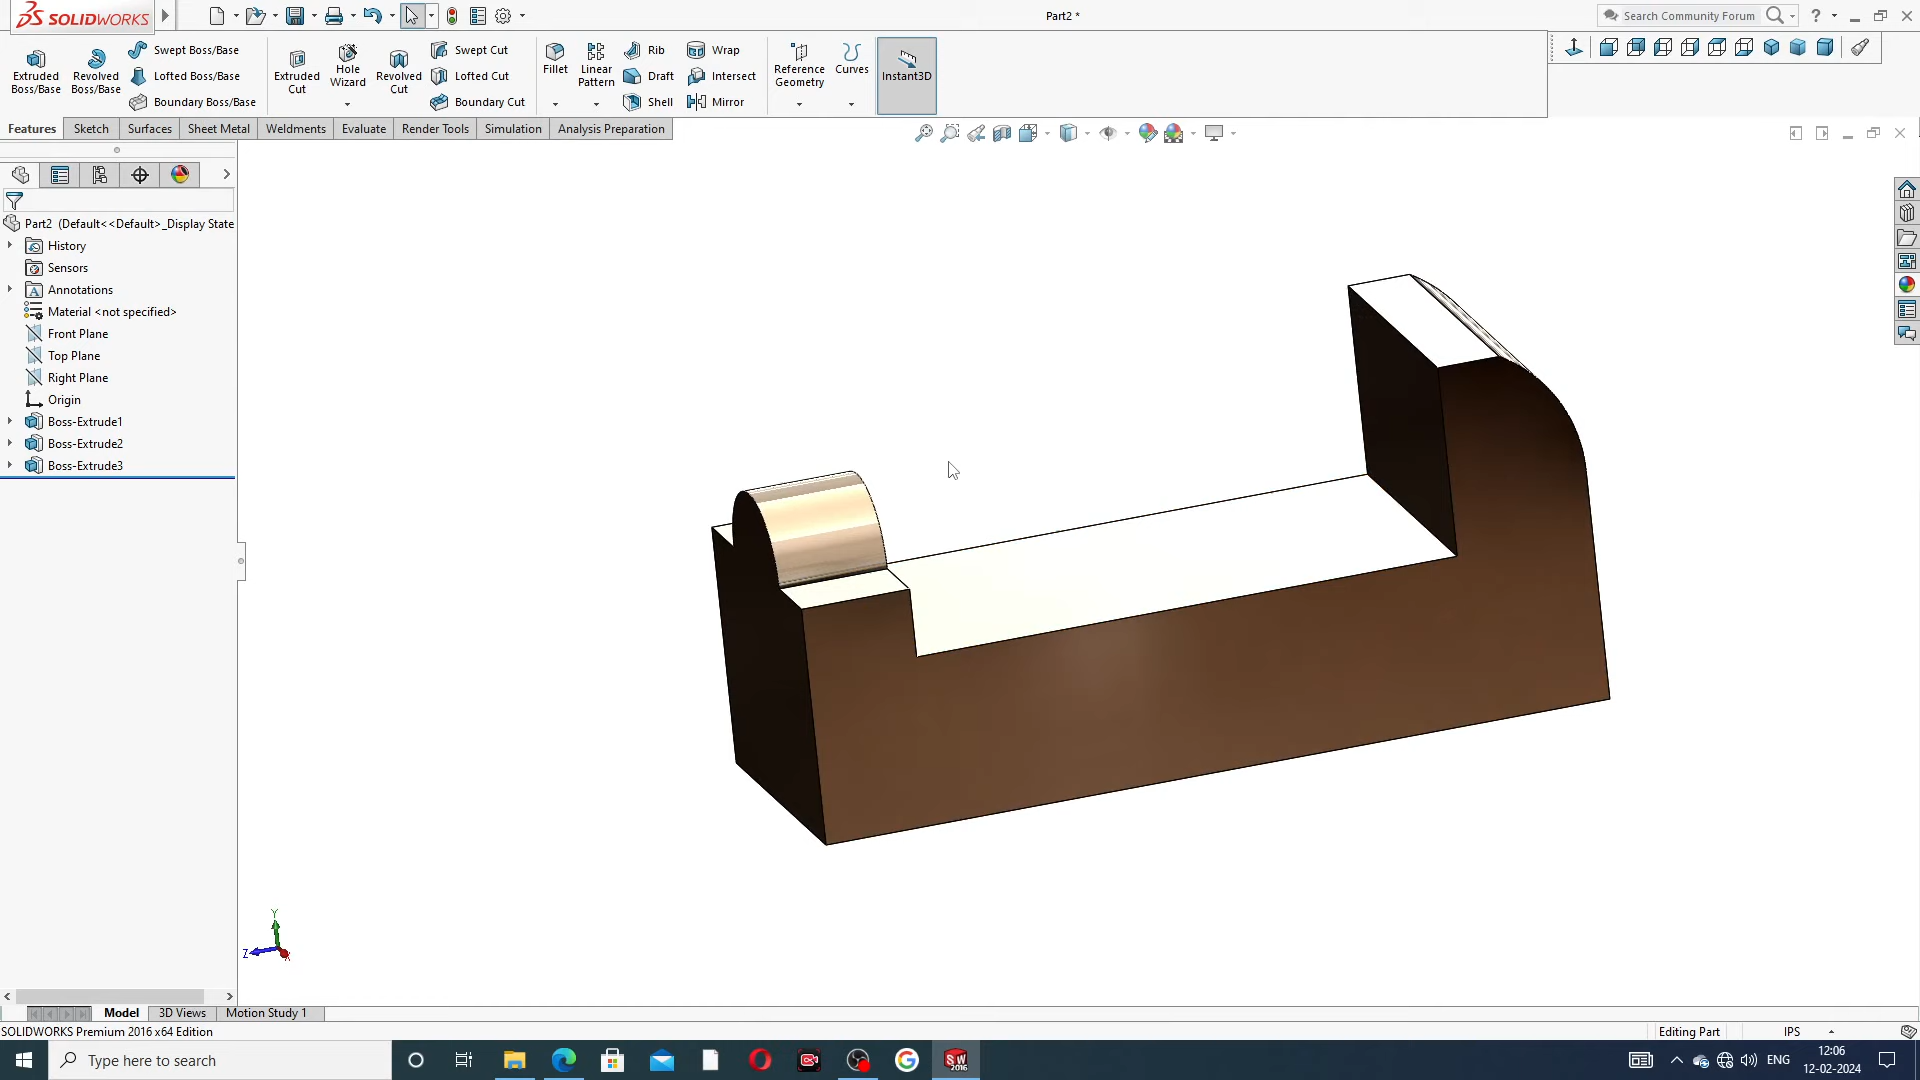 SOLIDWORKS
Part2 *
Search Community Forum
Extruded Boss/Base
Revolved Boss/Base
Swept Boss/Base
Lofted Boss/Base
Boundary Boss/Base
Extruded Cut
Hole Wizard
Revolved Cut
Swept Cut
Lofted Cut
Boundary Cut
Fillet
Linear Pattern
Rib
Draft
Shell
Wrap
Intersect
Mirror
Reference Geometry
Curves
Instant3D
Features
Sketch
Surfaces
Sheet Metal
Weldments
Evaluate
Render Tools
Simulation
Analysis Preparation
Part2 (Default<<Default>_Display State
History
Sensors
Annotations
Material <not specified>
Front Plane
Top Plane
Right Plane
Origin
Boss-Extrude1
Boss-Extrude2
Boss-Extrude3
Y
Z
X
Model
3D Views
Motion Study 1
SOLIDWORKS Premium 2016 x64 Edition
Editing Part
IPS
Type here to search
SW
2016
ENG
12:06
12-02-2024